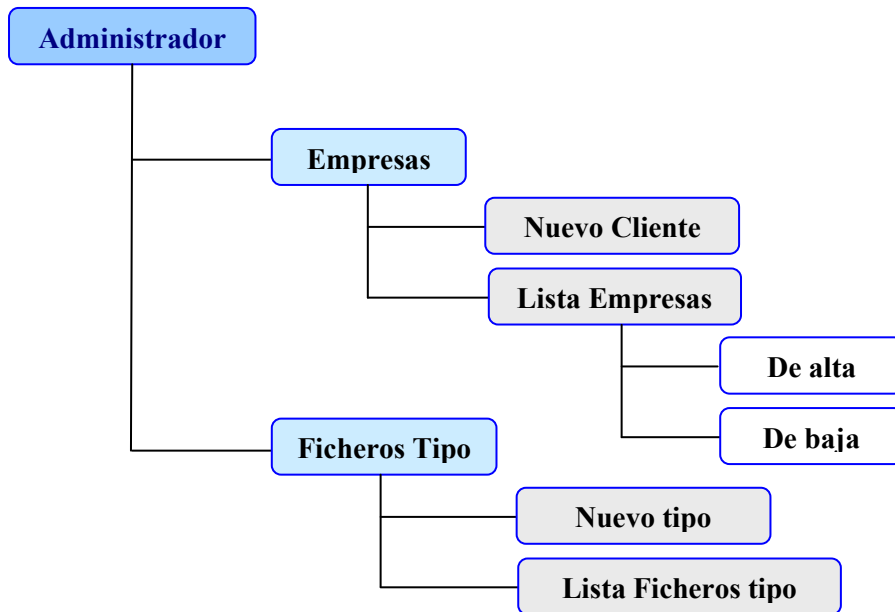 Administrador
Empresas
Nuevo Cliente
Lista Empresas
De alta
De baja
Ficheros Tipo
Nuevo tipo
Lista Ficheros tipo